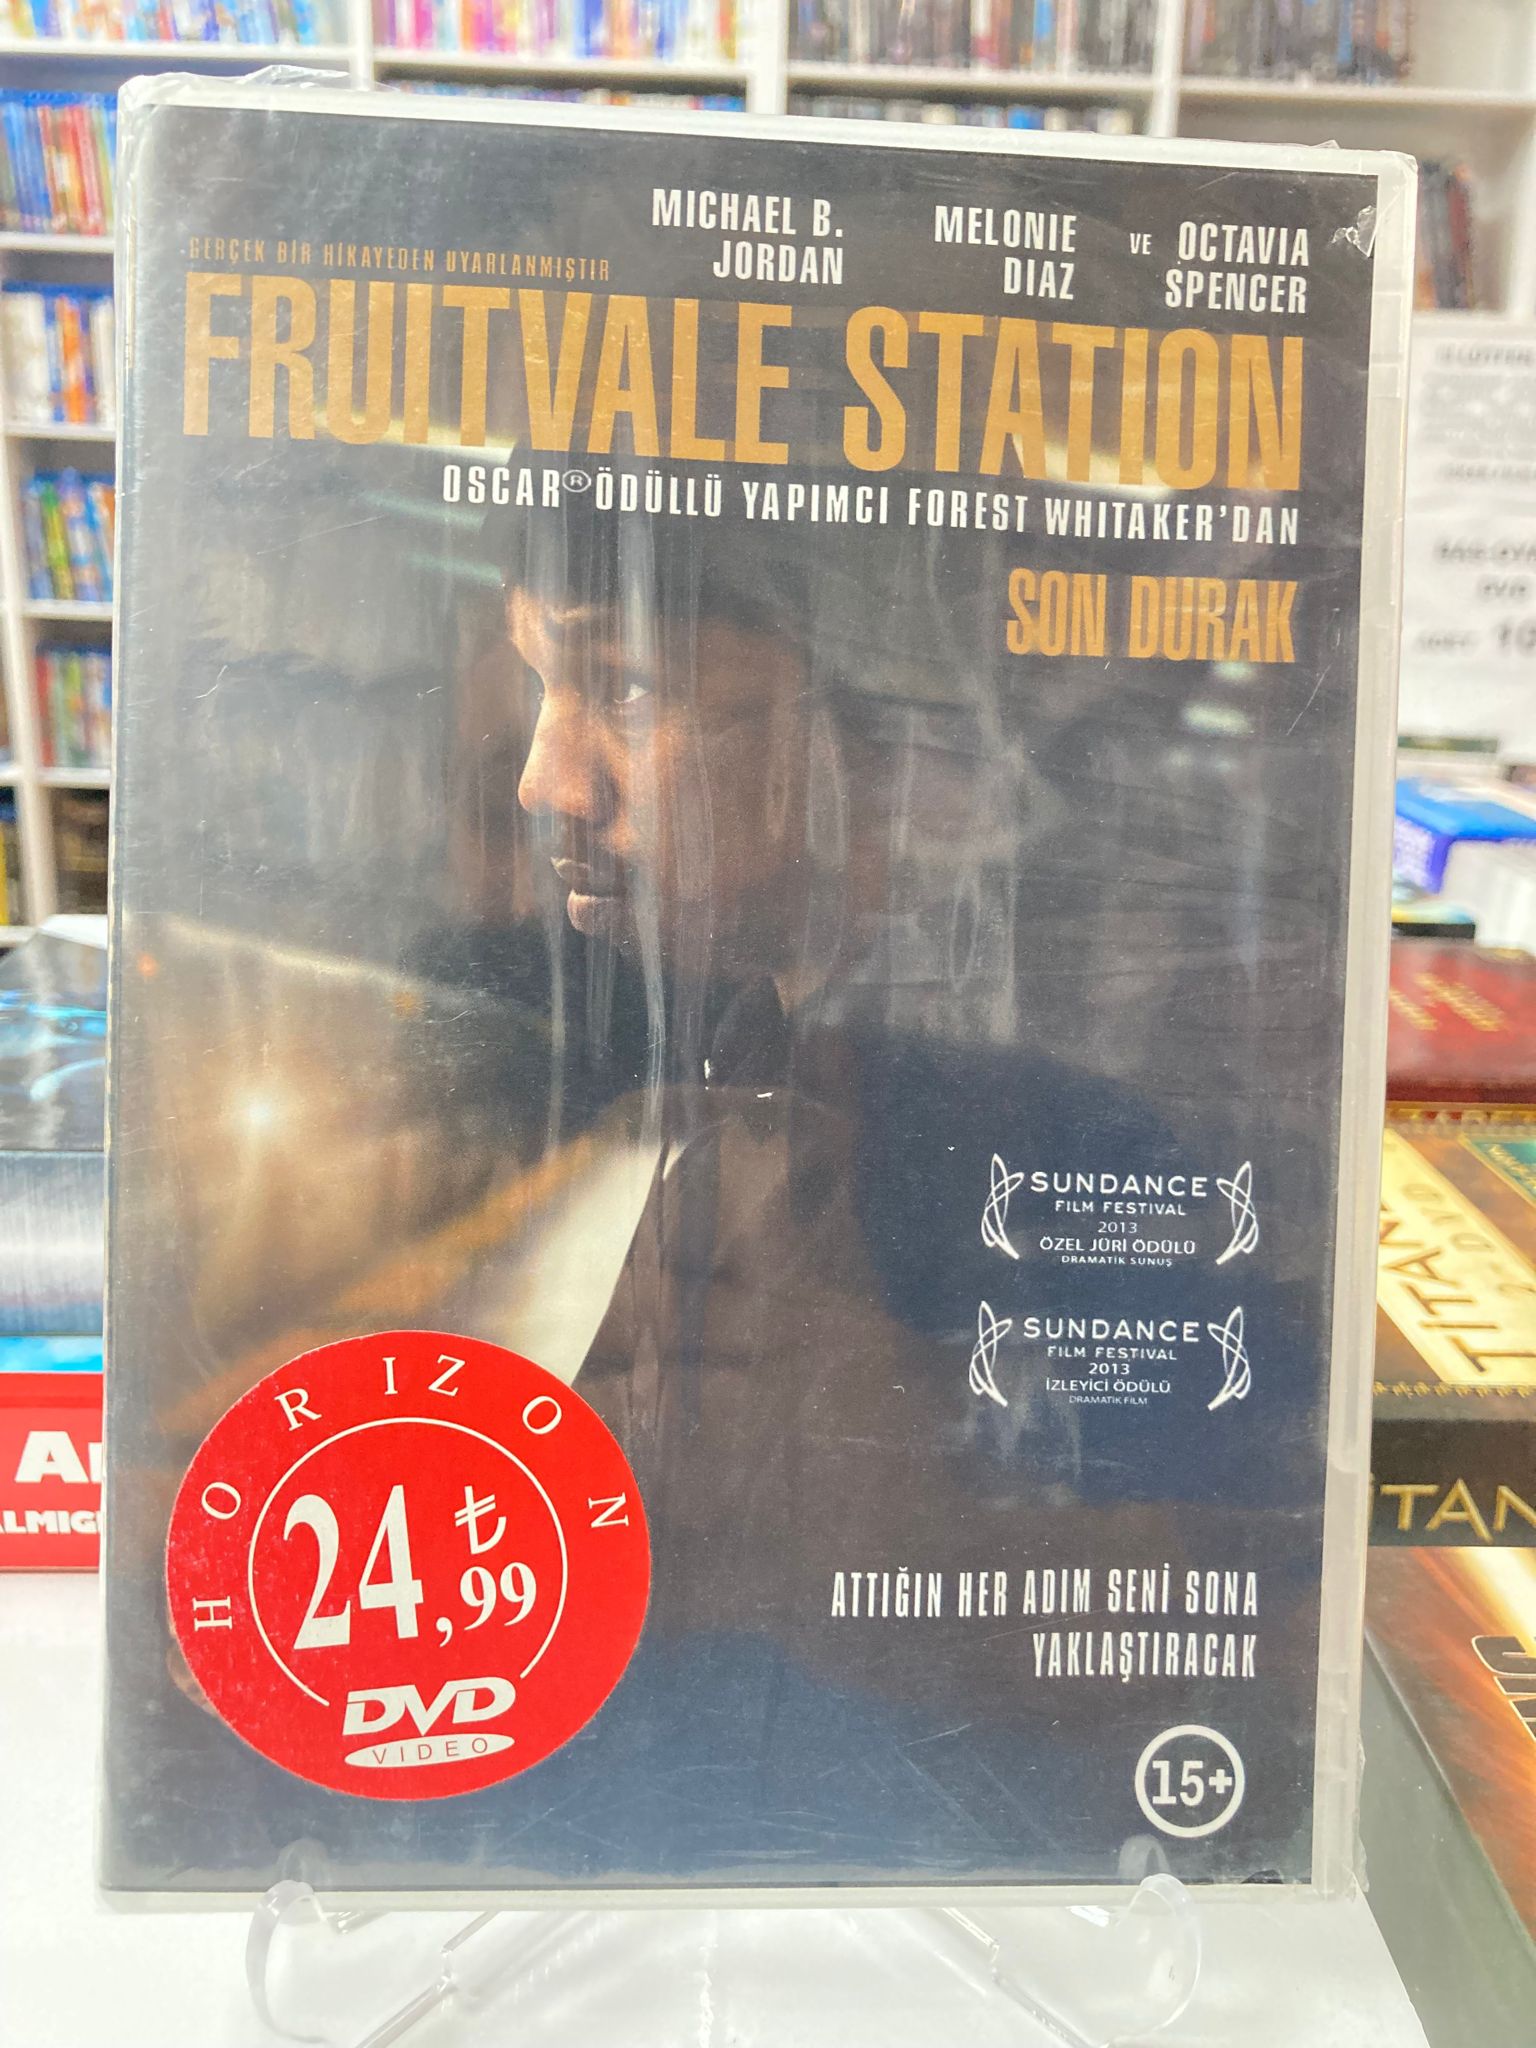 MICHAEL B.
JORDAN
MELONIE
DIAZ
VE
OCTAVIA
SPENCER
GERÇEK BİR HİKAYEDEN UYARLANMIŞTIR
FRUITVALE STATION
OSCAR® ÖDÜLLÜ YAPIMCI FOREST WHITAKER'DAN
SON DURAK
SUNDANCE
FILM FESTIVAL
2013
ÖZEL JÜRİ ÖDÜLÜ
DRAMATİK SUNUŞ
SUNDANCE
FILM FESTIVAL
2013
İZLEYİCİ ÖDÜLÜ
DRAMATİK FİLM
HORIZON
24,99 ₺
DVD
VIDEO
ATTIĞIN HER ADIM SENİ SONA
YAKLAŞTIRACAK
15+